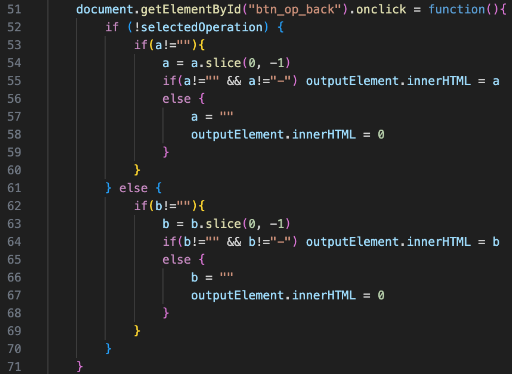 51 document.getElementById("btn_op_back").onclick = function(){
52 if (!selectedOperation) {
53 if(a!=""){
54 a = a.slice(0, -1)
55 if(a!="" && a!="-") outputElement.innerHTML = a
56 else {
57 a = ""
58 outputElement.innerHTML = 0
59 }
60 }
61 } else {
62 if(b!=""){
63 b = b.slice(0, -1)
64 if(b!="" && b!="-") outputElement.innerHTML = b
65 else {
66 b = ""
67 outputElement.innerHTML = 0
68 }
69 }
70 }
71 }